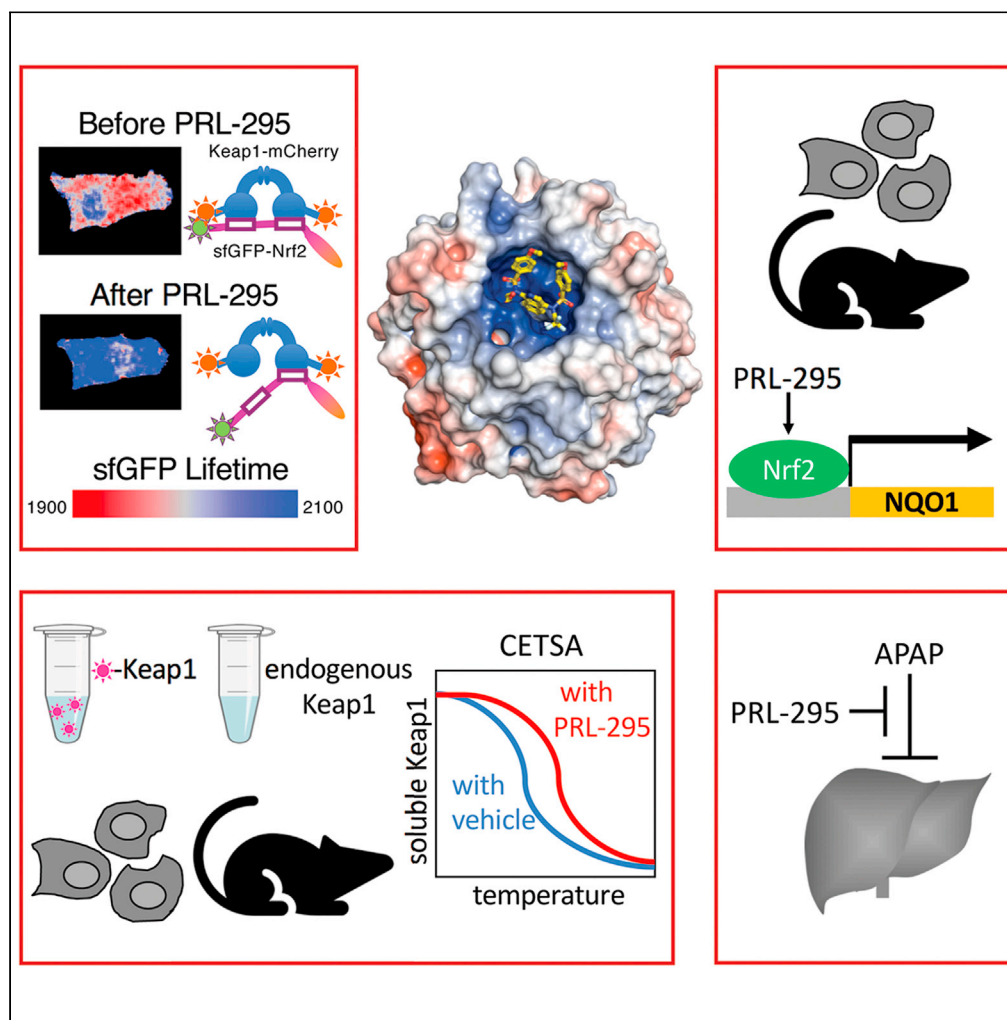 Before PRL-295
Keap1-mCherry
sfGFP-Nrf2
After PRL-295
sfGFP Lifetime
1900
2100
PRL-295
Nrf2
NQO1
-Keap1
endogenous
Keap1
CETSA
with
PRL-295
with
vehicle
soluble Keap1
temperature
APAP
PRL-295